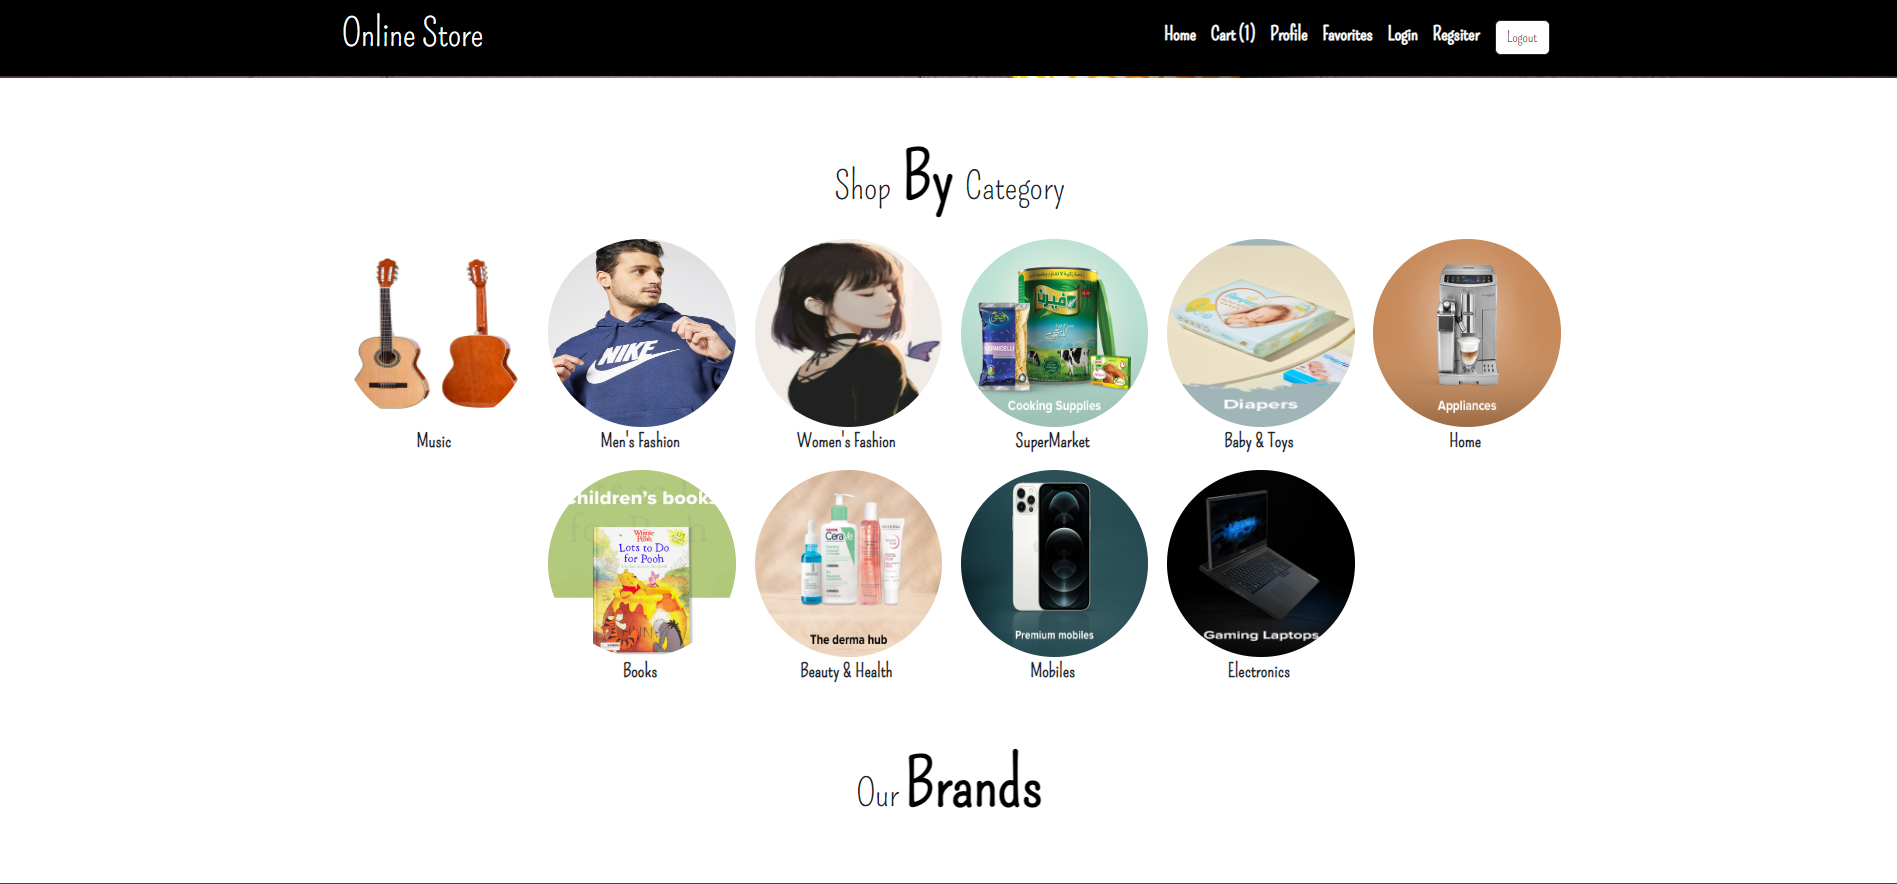 Online Store
Home Cart (1) Profile Favorites Login Regsiter Logout
Shop By Category
NIKE
VERMICELLI
Cooking Supplies
Diapers
Appliances
Music
Men's Fashion
Women's Fashion
SuperMarket
Baby & Toys
Home
hildren's book
Winnie
Pooh
Lots to Do
for Pooh
CeraVe
The derma hub
Premium mobiles
Gaming Laptops
Books
Beauty & Health
Mobiles
Electronics
Our Brands